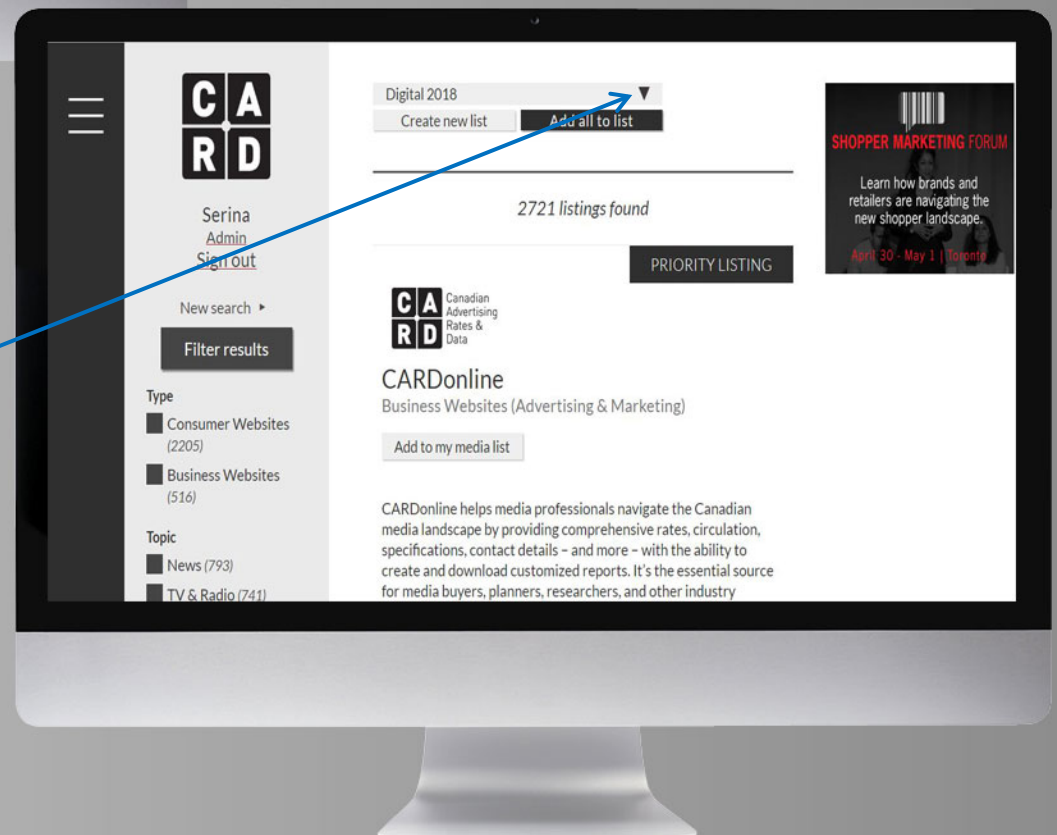 C A
R D
Serina
Admin
Sign out
New search
Filter results
Type
Consumer Websites
(2205)
Business Websites
(516)
Topic
News (793)
TV & Radio (741)
Digital 2018
Create new list
Add all to list
2721 listings found
PRIORITY LISTING
C A
R D
Canadian
Advertising
Rates &
Data
CARDonline
Business Websites (Advertising & Marketing)
Add to my media list
CARDonline helps media professionals navigate the Canadian
media landscape by providing comprehensive rates, circulation,
specifications, contact details – and more – with the ability to
create and download customized reports. It's the essential source
for media buyers, planners, researchers, and other industry
SHOPPER MARKETING FORUM
Learn how brands and
retailers are navigating the
new shopper landscape.
April 30 - May 1 | Toronto